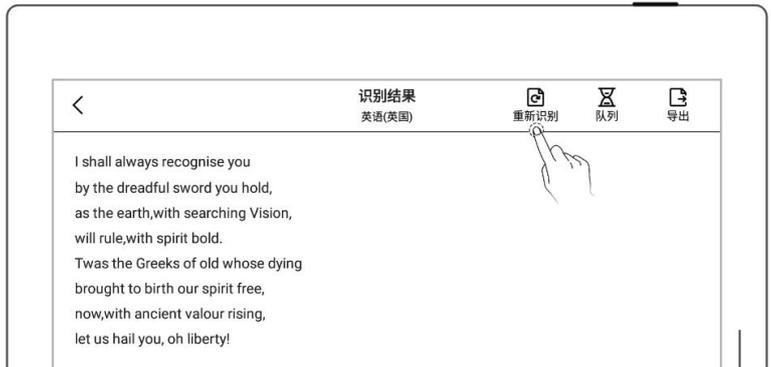 识别结果
英语(英国)
重新识别
队列
导出
I shall always recognise you
by the dreadful sword you hold,
as the earth,with searching Vision,
will rule,with spirit bold.
Twas the Greeks of old whose dying
brought to birth our spirit free,
now,with ancient valour rising,
let us hail you, oh liberty!